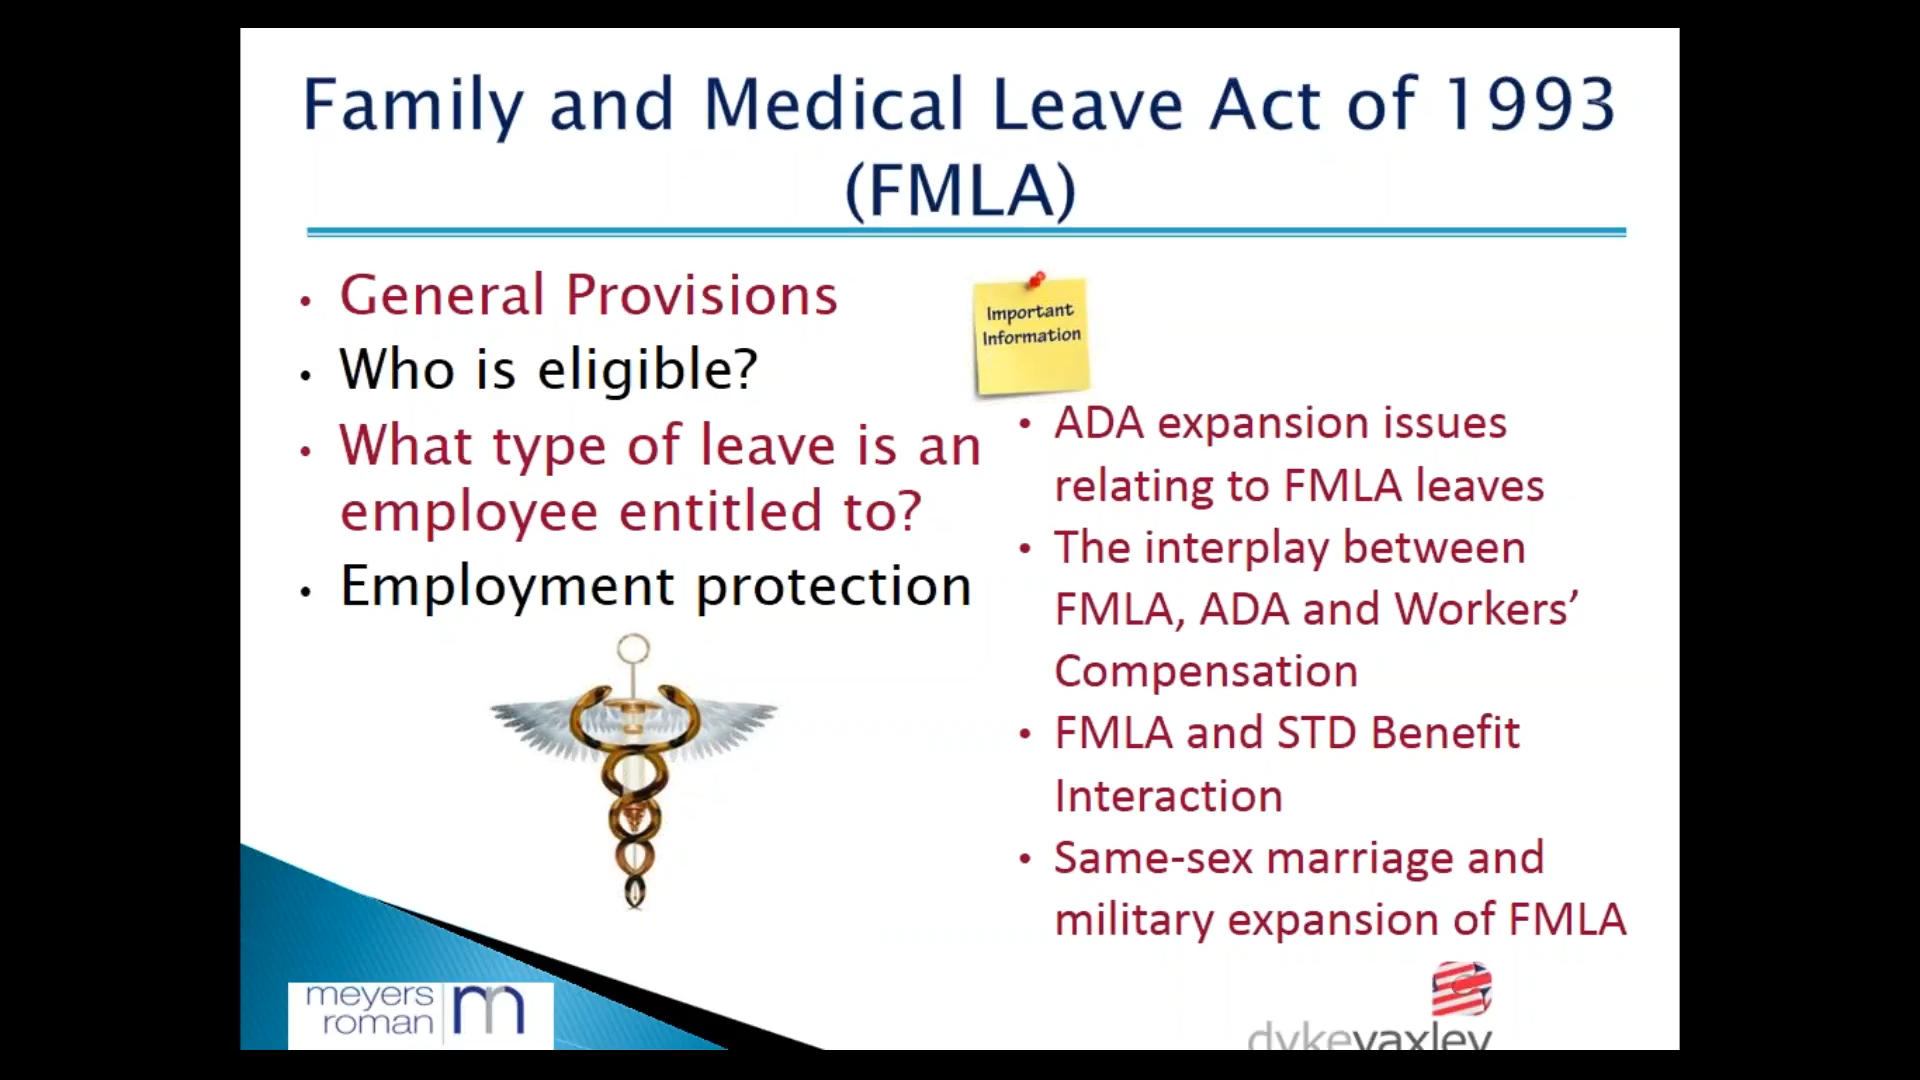 Family and Medical Leave Act of 1993
(FMLA)
• General Provisions
• Who is eligible?
• What type of leave is an
employee entitled to?
• Employment protection
Important
Information
• ADA expansion issues
relating to FMLA leaves
• The interplay between
FMLA, ADA and Workers’
Compensation
• FMLA and STD Benefit
Interaction
• Same-sex marriage and
military expansion of FMLA
meyers
roman
m
dykeyaxley